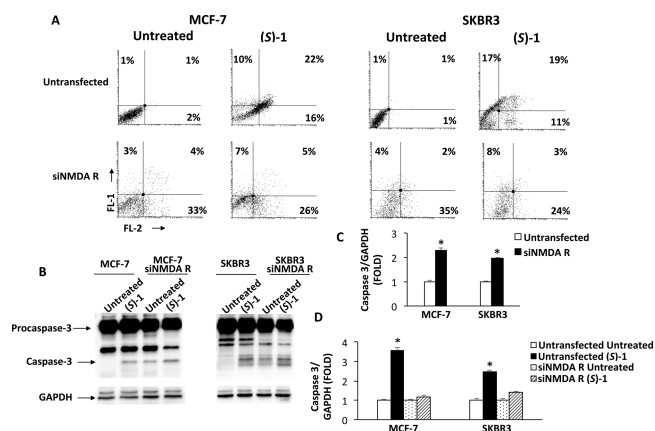 A
MCF-7
SKBR3
Untreated
(S)-1
Untreated
(S)-1
Untransfected
1% 1%
2%
10% 22%
16%
1% 1%
1%
17% 19%
11%
siNMDA R
3% 4%
33%
7% 5%
26%
4% 2%
35%
8% 3%
24%
FL-1
FL-2
B
MCF-7
MCF-7 siNMDA R
SKBR3
SKBR3 siNMDA R
Untreated
(S)-1
Untreated
(S)-1
Untreated
(S)-1
Untreated
(S)-1
Procaspase-3
Caspase-3
GAPDH
C
Caspase 3/GAPDH
(FOLD)
3
2
1
0
*
*
MCF-7
SKBR3
Untransfected
siNMDA R
D
Caspase 3/
GAPDH (FOLD)
4
3
2
1
0
*
*
MCF-7
SKBR3
Untransfected Untreated
Untransfected (S)-1
siNMDA R Untreated
siNMDA R (S)-1